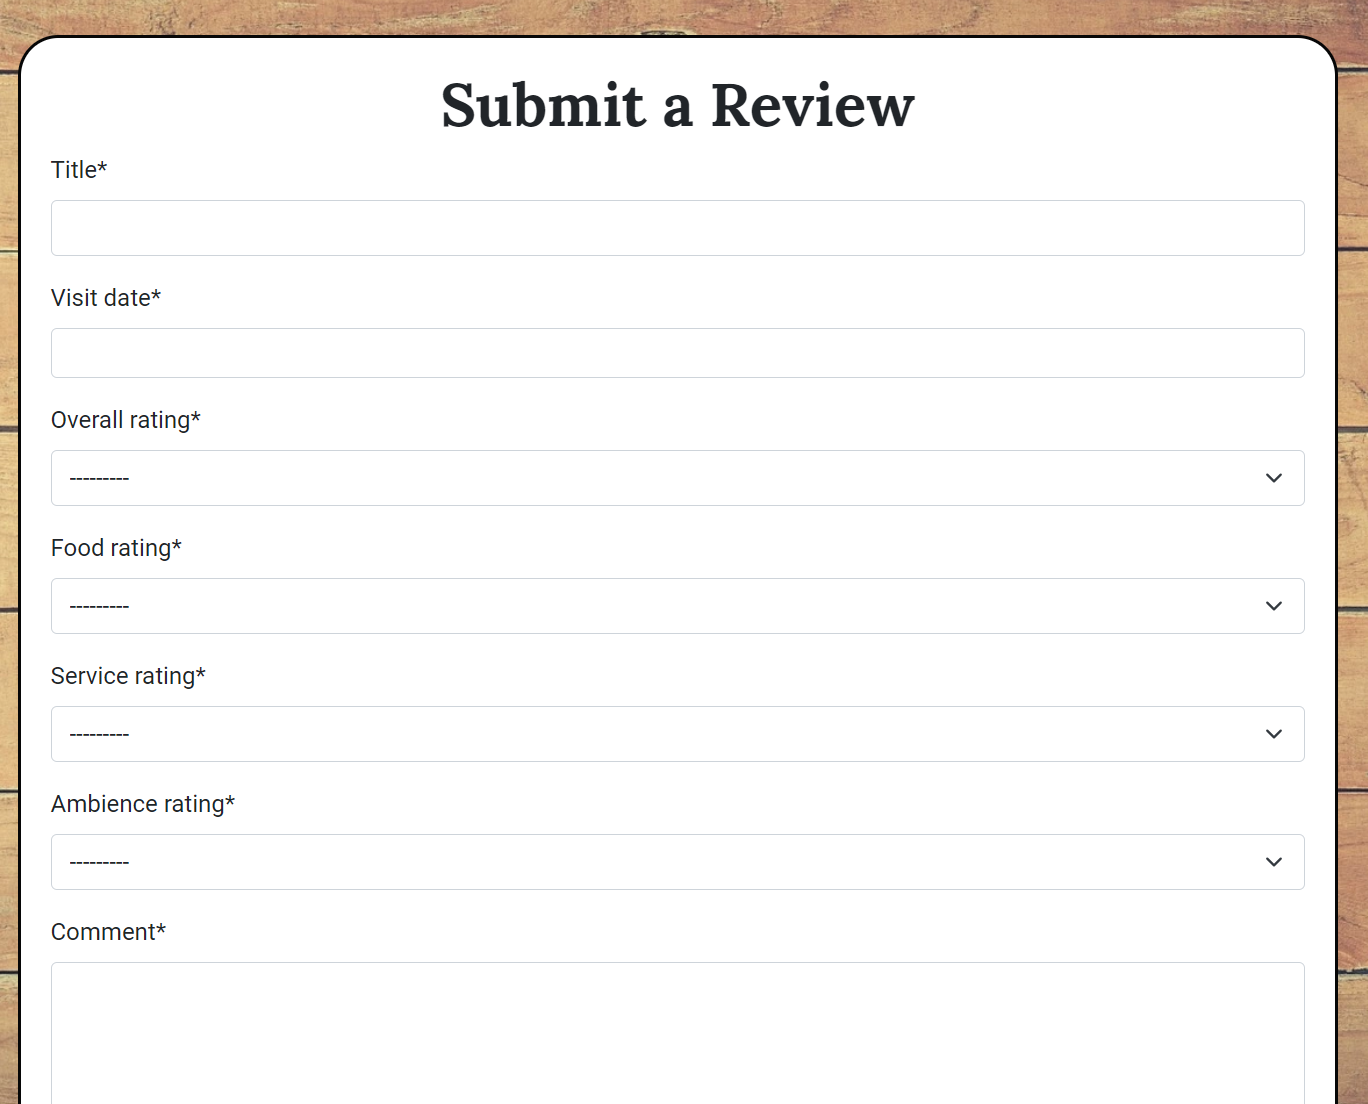 Submit a Review
Title*
Visit date*
Overall rating*
---------
Food rating*
---------
Service rating*
---------
Ambience rating*
---------
Comment*